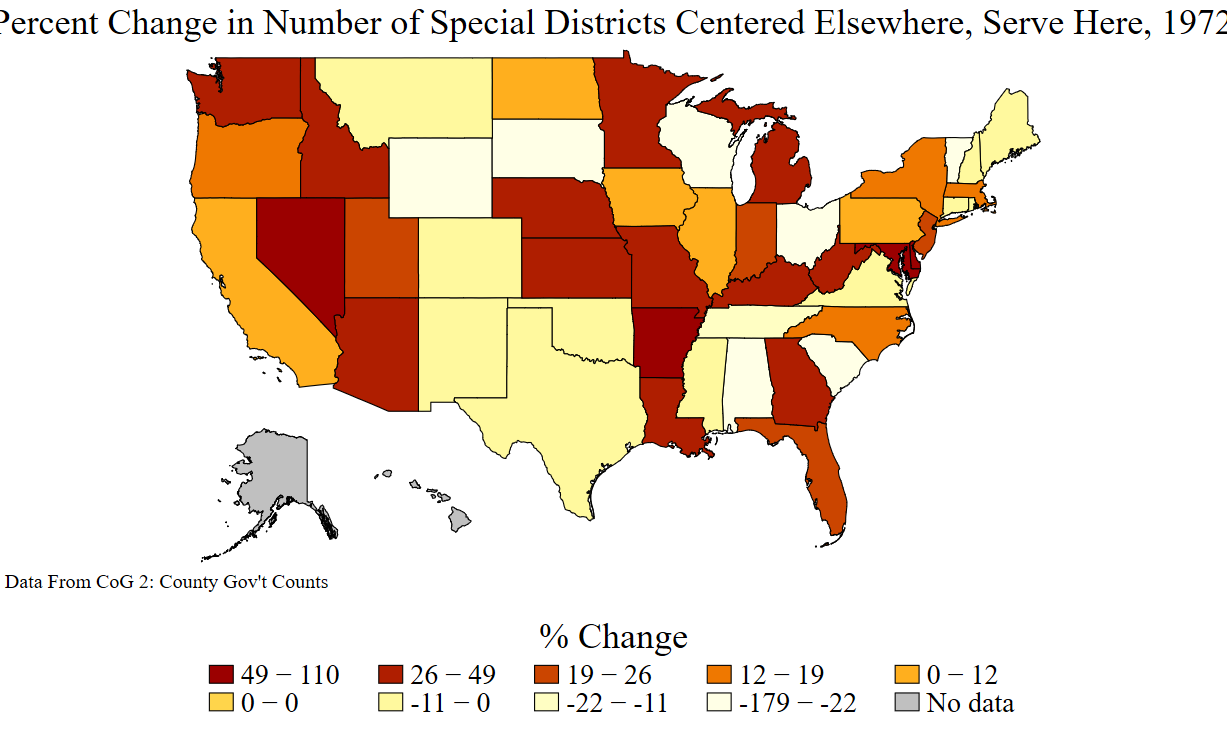 Percent Change in Number of Special Districts Centered Elsewhere, Serve Here, 1972
Data From CoG 2: County Gov't Counts
% Change
49 − 110 26 − 49 19 − 26 12 − 19 0 − 12
0 − 0 -11 − 0 -22 − -11 -179 − -22 No data